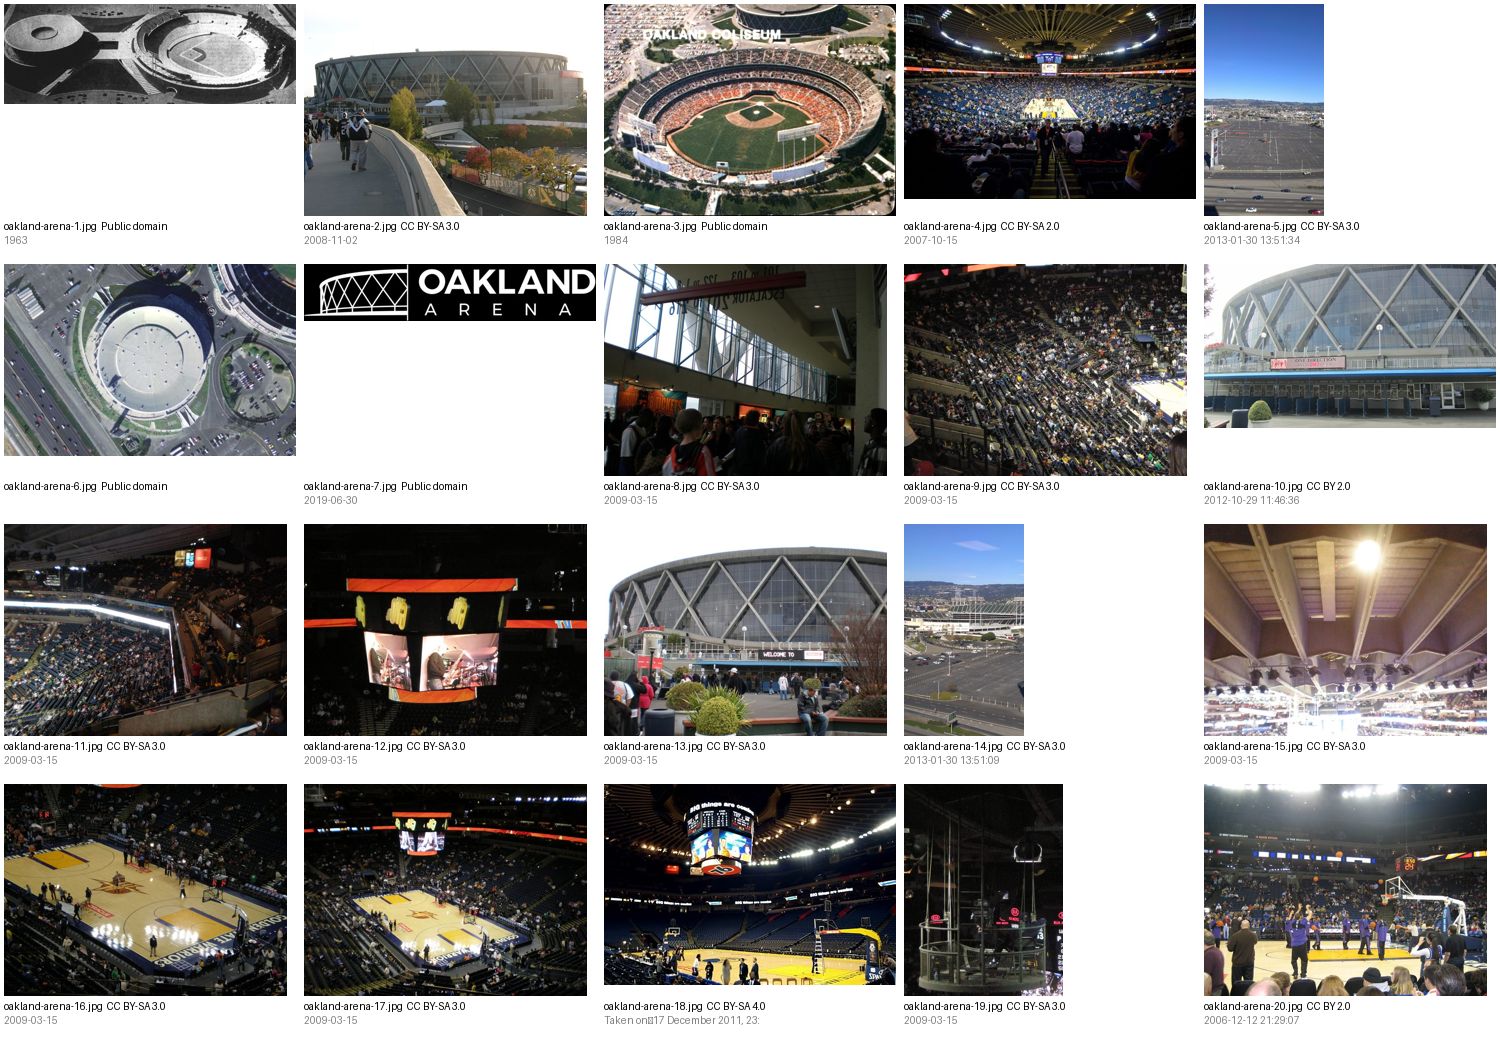 OAKLAND COLISEUM
oakland-arena-1.jpg Public domain
1963
oakland-arena-2.jpg CC BY-SA 3.0
2008-11-02
oakland-arena-3.jpg Public domain
1984
oakland-arena-4.jpg CC BY-SA 2.0
2007-10-15
oakland-arena-5.jpg CC BY-SA 3.0
2013-01-30 13:51:34
OAKLAND
ARENA
ONE DIRECTION
oakland-arena-6.jpg Public domain
oakland-arena-7.jpg Public domain
2019-06-30
oakland-arena-8.jpg CC BY-SA 3.0
2009-03-15
oakland-arena-9.jpg CC BY-SA 3.0
2009-03-15
oakland-arena-10.jpg CC BY 2.0
2012-10-29 11:46:36
WELCOME TO
oakland-arena-11.jpg CC BY-SA 3.0
2009-03-15
oakland-arena-12.jpg CC BY-SA 3.0
2009-03-15
oakland-arena-13.jpg CC BY-SA 3.0
2009-03-15
oakland-arena-14.jpg CC BY-SA 3.0
2013-01-30 13:51:09
oakland-arena-15.jpg CC BY-SA 3.0
2009-03-15
BIG things are
oakland-arena-16.jpg CC BY-SA 3.0
2009-03-15
oakland-arena-17.jpg CC BY-SA 3.0
2009-03-15
oakland-arena-18.jpg CC BY-SA 4.0
Taken on▯17 December 2011, 23:
oakland-arena-19.jpg CC BY-SA 3.0
2009-03-15
oakland-arena-20.jpg CC BY 2.0
2006-12-12 21:29:07